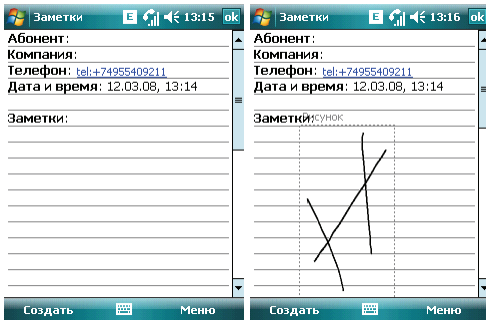 Заметки E 13:15 ok
Абонент:
Компания:
Телефон: tel:+74955409211
Дата и время: 12.03.08, 13:14
Заметки:
Создать Меню
Заметки E 13:16 ok
Абонент:
Компания:
Телефон: tel:+74955409211
Дата и время: 12.03.08, 13:14
Заметки: Рисунок
Создать Меню